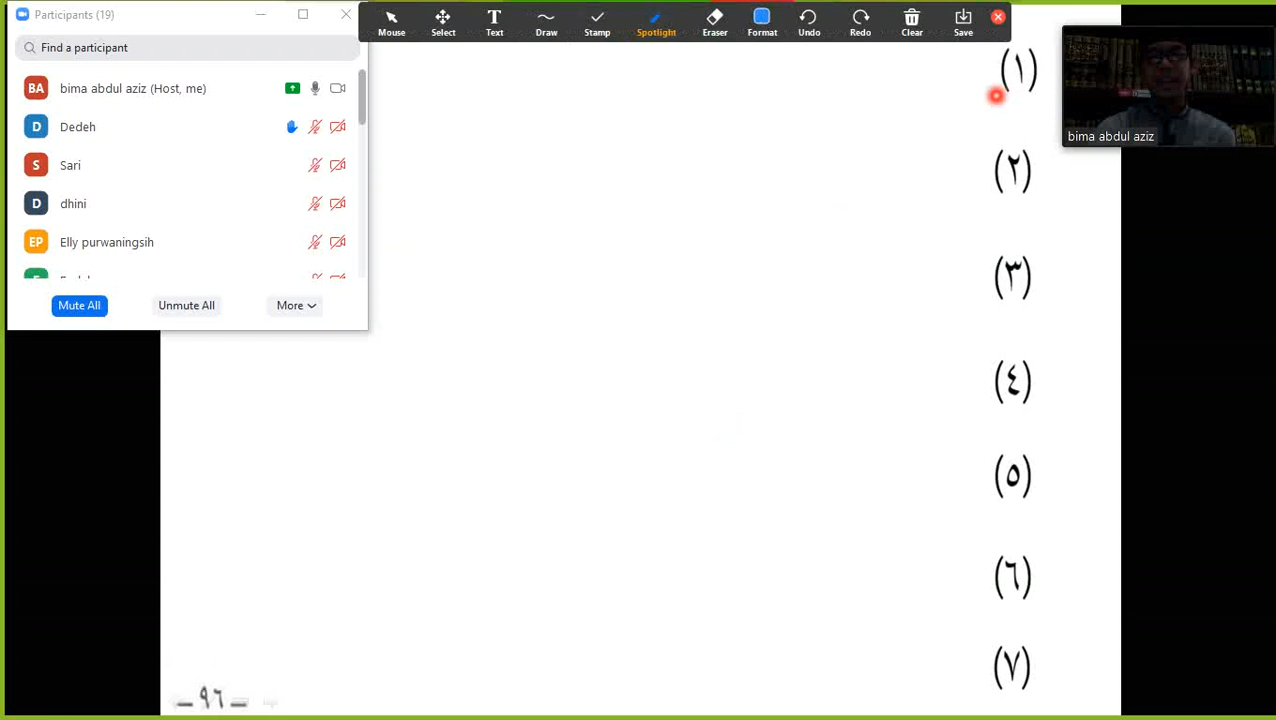 Participants (19)
Find a participant
BA bima abdul aziz (Host, me)
D Dedeh
S Sari
D dhini
EP Elly purwaningsih
Mute All Unmute All More
Mouse Select Text Draw Stamp Spotlight Eraser Format Undo Redo Clear Save
bima abdul aziz
(١)
(٢)
(٣)
(٤)
(٥)
(٦)
(٧)
– ٩٦ –